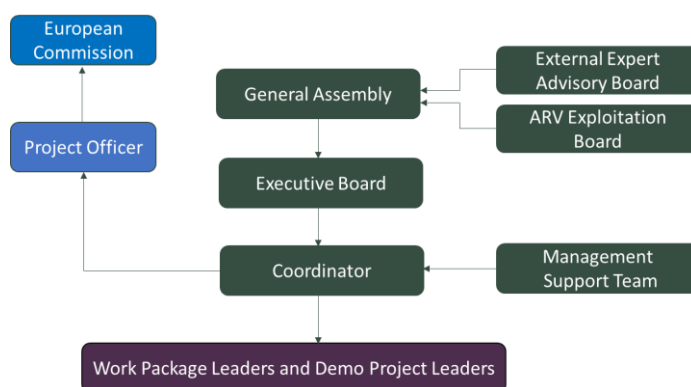 European
Commission
External Expert
Advisory Board
General Assembly
ARV Exploitation
Board
Project Officer
Executive Board
Coordinator
Management
Support Team
Work Package Leaders and Demo Project Leaders